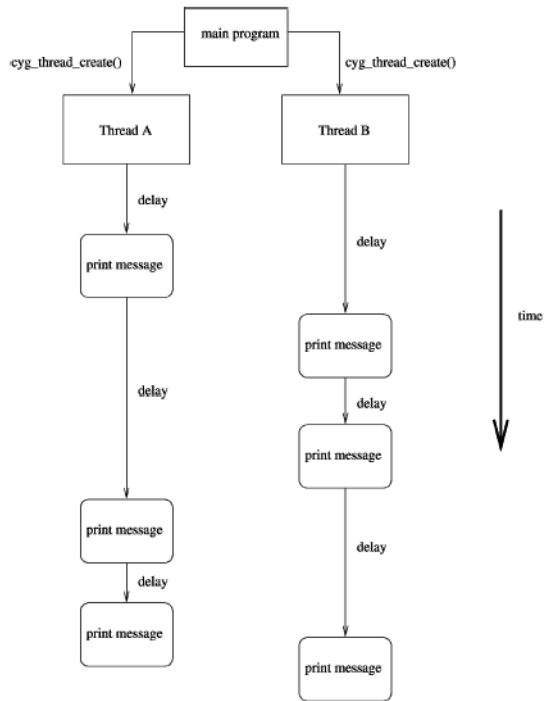 main program
cyg_thread_create()
cyg_thread_create()
Thread A
Thread B
delay
delay
print message
time
print message
delay
delay
print message
print message
delay
delay
print message
print message